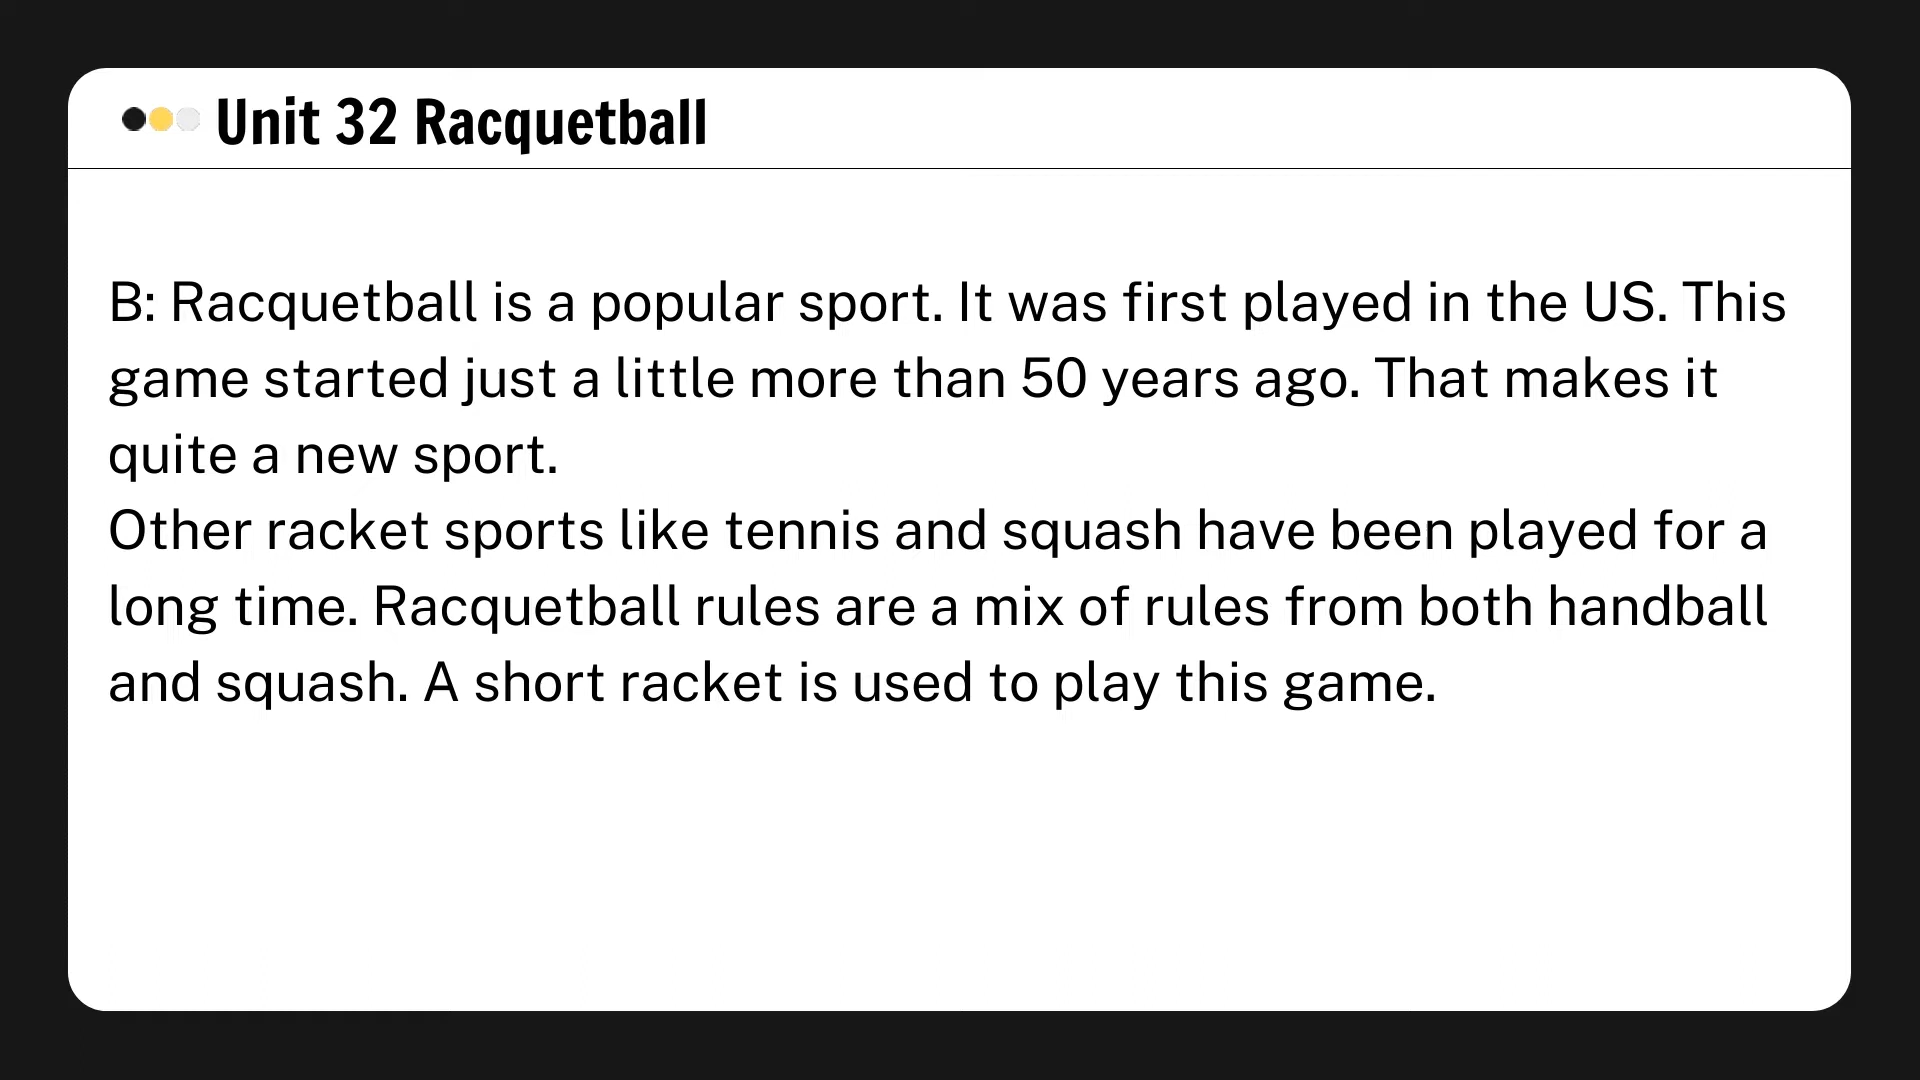 Unit 32 Racquetball
B: Racquetball is a popular sport. It was first played in the US. This
game started just a little more than 50 years ago. That makes it
quite a new sport.
Other racket sports like tennis and squash have been played for a
long time. Racquetball rules are a mix of rules from both handball
and squash. A short racket is used to play this game.